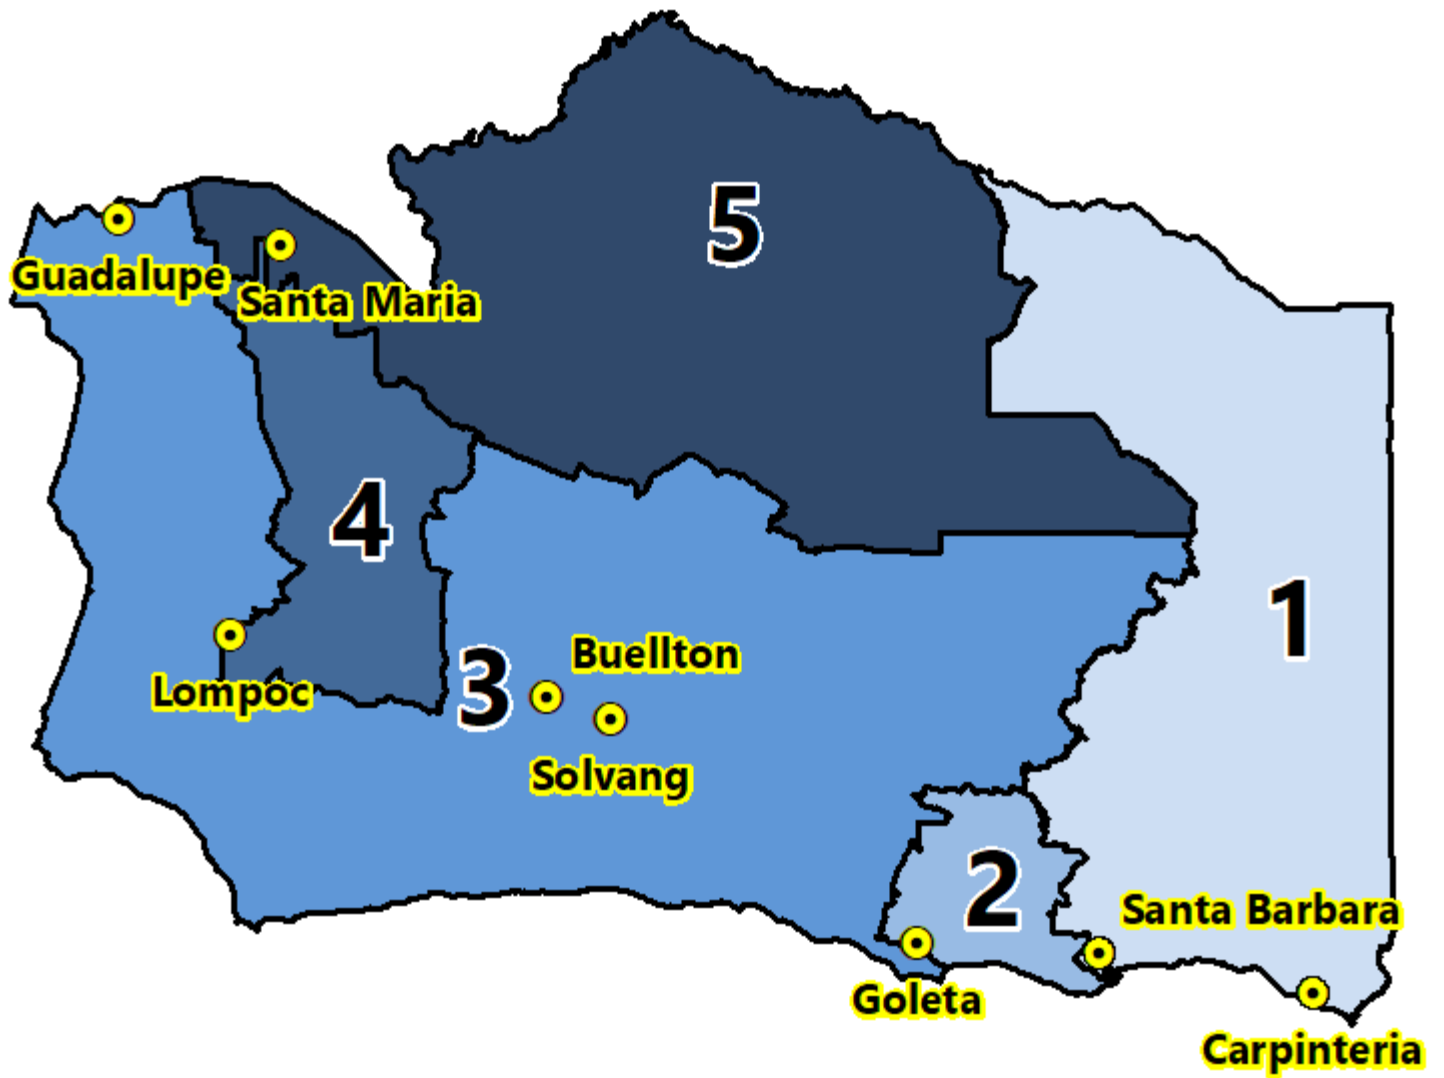 5
Guadalupe
Santa Maria
4
1
Buellton
3
Lompoc
Solvang
2
Santa Barbara
Goleta
Carpinteria